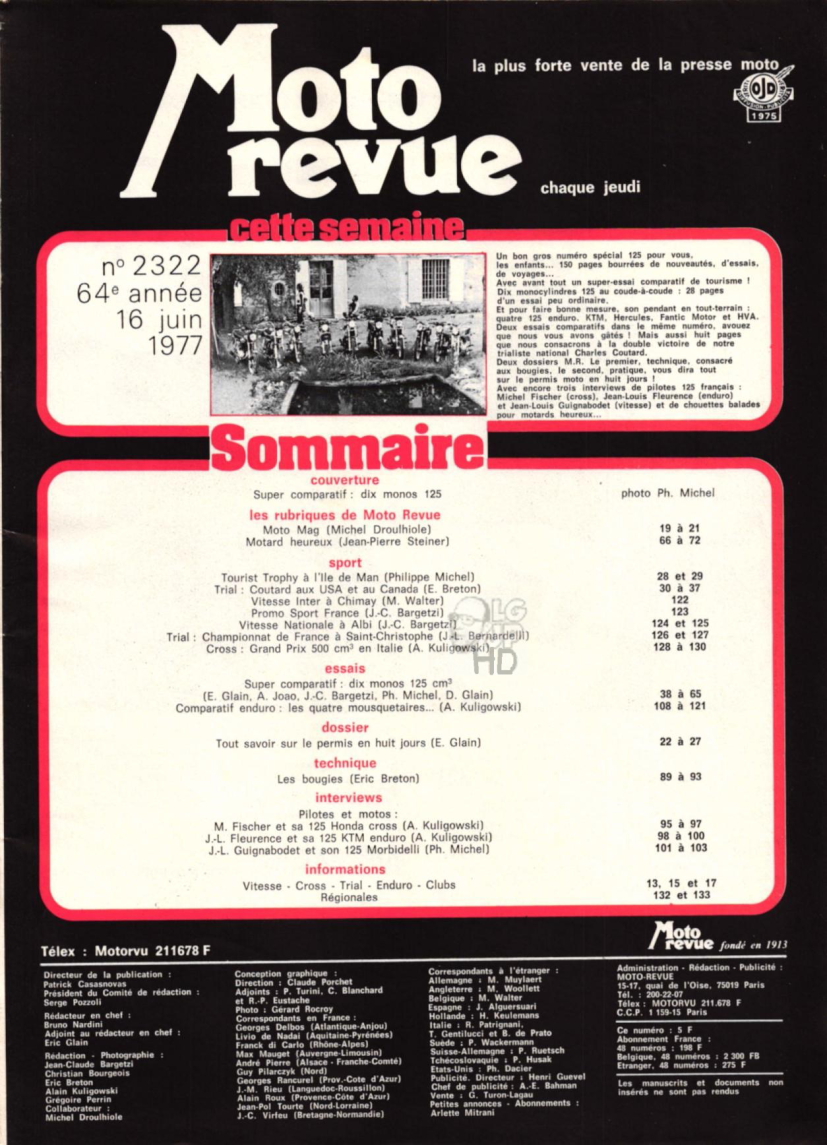 Moto revue
la plus forte vente de la presse moto
OJD
1975
chaque jeudi
cette semaine
nº 2322
64e année
16 juin
1977
Un bon gros numéro spécial 125 pour vous,
les enfants... 150 pages bourrées de nouveautés, d'essais,
de voyages...
Avec avant tout un super-essai comparatif de tourisme !
Dix monocylindres 125 au coude-à-coude : 28 pages
d'un essai peu ordinaire.
Et pour faire bonne mesure, son pendant en tout-terrain :
quatre 125 enduro. KTM, Hercules, Fantic Motor et HVA.
Deux essais comparatifs dans le même numéro, avouez
que nous vous avons gâtés ! Mais aussi huit pages
que nous consacrons à la double victoire de notre
trialiste national Charles Coutard.
Deux dossiers M.R. Le premier, technique, consacré
aux bougies, le second, pratique, vous dira tout
sur le permis moto en huit jours !
Avec encore trois interviews de pilotes 125 français :
Michel Fischer (cross), Jean-Louis Fleurence (enduro)
et Jean-Louis Guignabodet (vitesse) et de chouettes balades
pour motards heureux...
Sommaire
couverture
Super comparatif : dix monos 125 photo Ph. Michel
les rubriques de Moto Revue
Moto Mag (Michel Droulhiole) 19 à 21
Motard heureux (Jean-Pierre Steiner) 66 à 72
sport
Tourist Trophy à l'Ile de Man (Philippe Michel) 28 et 29
Trial : Coutard aux USA et au Canada (E. Breton) 30 à 37
Vitesse Inter à Chimay (M. Walter) 122
Promo Sport France (J.-C. Bargetzi) 123
Vitesse Nationale à Albi (J.-C. Bargetzi) 124 et 125
Trial : Championnat de France à Saint-Christophe (J.-L. Bernardelli) 126 et 127
Cross : Grand Prix 500 cm³ en Italie (A. Kuligowski) 128 à 130
essais
Super comparatif : dix monos 125 cm³
(E. Glain, A. Joao, J.-C. Bargetzi, Ph. Michel, D. Glain) 38 à 65
Comparatif enduro : les quatre mousquetaires... (A. Kuligowski) 108 à 121
dossier
Tout savoir sur le permis en huit jours (E. Glain) 22 à 27
technique
Les bougies (Eric Breton) 89 à 93
interviews
Pilotes et motos :
M. Fischer et sa 125 Honda cross (A. Kuligowski) 95 à 97
J.-L. Fleurence et sa 125 KTM enduro (A. Kuligowski) 98 à 100
J.-L. Guignabodet et son 125 Morbidelli (Ph. Michel) 101 à 103
informations
Vitesse - Cross - Trial - Enduro - Clubs 13, 15 et 17
Régionales 132 et 133
HD
Télex : Motorvu 211678 F
Moto revue fondé en 1913
Directeur de la publication :
Patrick Casasnovas
Président du Comité de rédaction :
Serge Pozzoli
Rédacteur en chef :
Bruno Nardini
Adjoint au rédacteur en chef :
Eric Glain
Rédaction - Photographie :
Jean-Claude Bargetzi
Christian Bourgeois
Eric Breton
Alain Kuligowski
Grégoire Perrin
Collaborateur :
Michel Droulhiole
Conception graphique :
Direction : Claude Porchet
Adjoints : P. Turini, C. Blanchard
et R.-P. Eustache
Photo : Gérard Rocroy
Correspondants en France :
Georges Delbos (Atlantique-Anjou)
Livio de Nadai (Aquitaine-Pyrénées)
Franck di Carlo (Rhône-Alpes)
Max Mauget (Auvergne-Limousin)
André Pierre (Alsace - Franche-Comté)
Guy Pilarczyk (Nord)
Georges Rancurel (Prov.-Cote d'Azur)
J.-M. Rieu (Languedoc-Roussillon)
Alain Roux (Provence-Côte d'Azur)
Jean-Pol Tourte (Nord-Lorraine)
J.-C. Virfeu (Bretagne-Normandie)
Correspondants à l'étranger :
Allemagne : M. Muylaert
Angleterre : M. Woollett
Belgique : M. Walter
Espagne : J. Alguersuari
Hollande : H. Keulemans
Italie : R. Patrignani,
T. Gentilucci et B. de Prato
Suède : P. Wackermann
Suisse-Allemagne : P. Ruetsch
Tchécoslovaquie : P. Husak
Etats-Unis : Ph. Dacier
Publicité. Directeur : Henri Guevel
Chef de publicité : A.-E. Bahman
Vente : G. Turon-Lagau
Petites annonces - Abonnements :
Arlette Mitrani
Administration - Rédaction - Publicité :
MOTO-REVUE
15-17, quai de l'Oise, 75019 Paris
Tél. : 200-22-07
Télex : MOTORVU 211.678 F
C.C.P. 1 159-15 Paris
Ce numéro : 5 F
Abonnement France :
48 numéros : 198 F
Belgique, 48 numéros : 2 300 FB
Etranger, 48 numéros : 275 F
Les manuscrits et documents non
insérés ne sont pas rendus